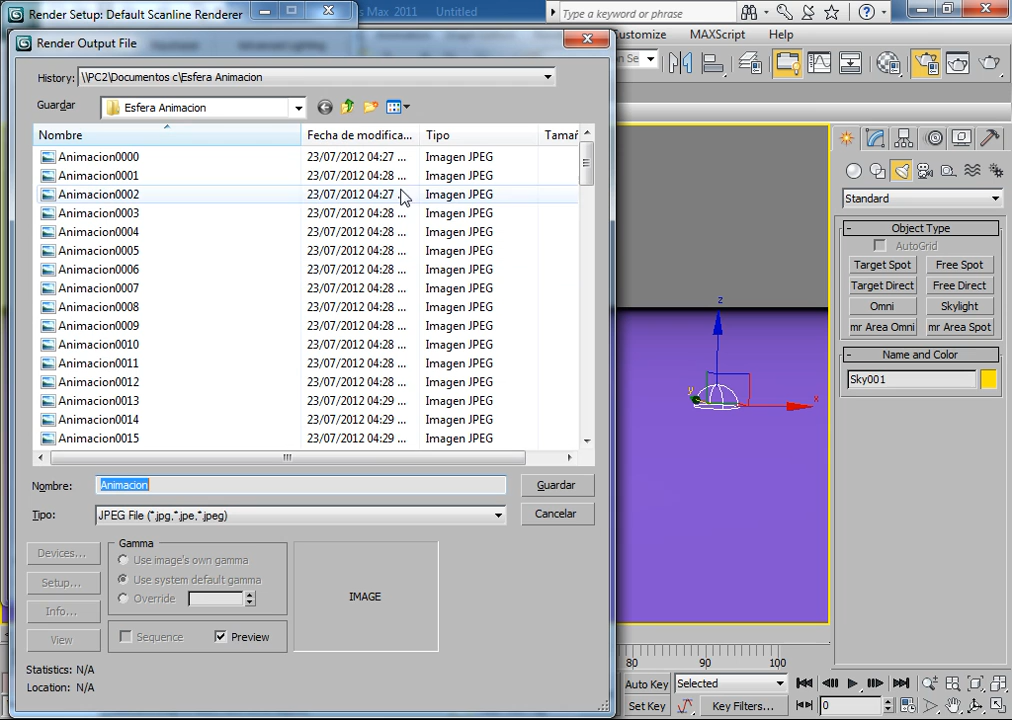 Render Setup: Default Scanline Renderer
Max 2011 Untitled
Type a keyword or phrase
Render Output File
Customize MAXScript Help
History: \\PC2\Documentos c\Esfera Animacion
Guardar Esfera Animacion
Nombre Fecha de modifica... Tipo Tamañ
Animacion0000 23/07/2012 04:27 ... Imagen JPEG
Animacion0001 23/07/2012 04:28 ... Imagen JPEG
Animacion0002 23/07/2012 04:27 ... Imagen JPEG
Animacion0003 23/07/2012 04:28 ... Imagen JPEG
Animacion0004 23/07/2012 04:28 ... Imagen JPEG
Animacion0005 23/07/2012 04:28 ... Imagen JPEG
Animacion0006 23/07/2012 04:28 ... Imagen JPEG
Animacion0007 23/07/2012 04:28 ... Imagen JPEG
Animacion0008 23/07/2012 04:28 ... Imagen JPEG
Animacion0009 23/07/2012 04:28 ... Imagen JPEG
Animacion0010 23/07/2012 04:28 ... Imagen JPEG
Animacion0011 23/07/2012 04:28 ... Imagen JPEG
Animacion0012 23/07/2012 04:28 ... Imagen JPEG
Animacion0013 23/07/2012 04:29 ... Imagen JPEG
Animacion0014 23/07/2012 04:29 ... Imagen JPEG
Animacion0015 23/07/2012 04:29 ... Imagen JPEG
Nombre: Animacion Guardar
Tipo: JPEG File (*.jpg,*.jpe,*.jpeg) Cancelar
Devices...
Setup...
Info...
View
Gamma
Use image's own gamma
Use system default gamma
Override
Sequence Preview
IMAGE
Statistics: N/A
Location: N/A
z
y
x
Standard
- Object Type
AutoGrid
Target Spot Free Spot
Target Direct Free Direct
Omni Skylight
mr Area Omni mr Area Spot
- Name and Color
Sky001
80 90 100
Auto Key Selected
Set Key Key Filters... 0